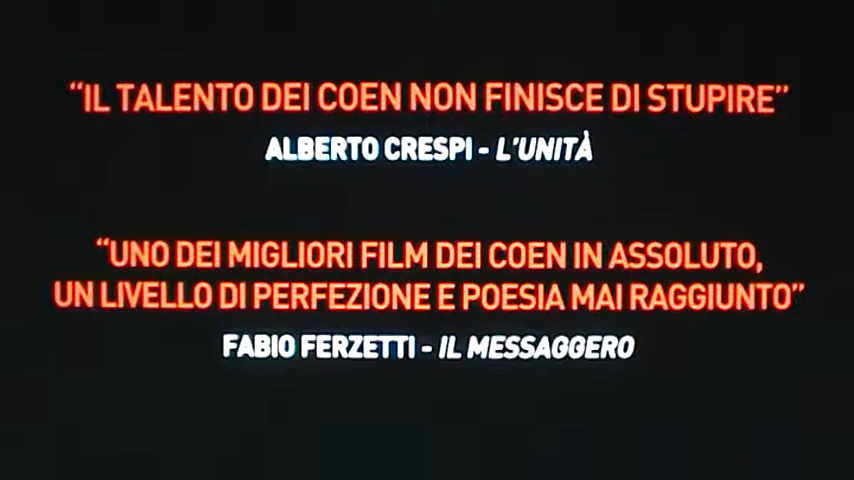 “IL TALENTO DEI COEN NON FINISCE DI STUPIRE”
ALBERTO CRESPI - L'UNITÀ
“UNO DEI MIGLIORI FILM DEI COEN IN ASSOLUTO,
UN LIVELLO DI PERFEZIONE E POESIA MAI RAGGIUNTO”
FABIO FERZETTI - IL MESSAGGERO